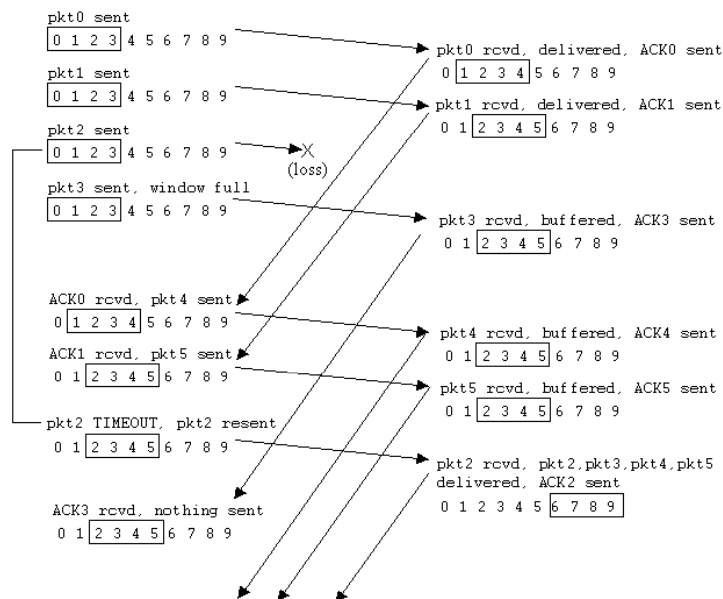 pkt0 sent
0 1 2 3 4 5 6 7 8 9
pkt1 sent
0 1 2 3 4 5 6 7 8 9
pkt2 sent
0 1 2 3 4 5 6 7 8 9
X
(loss)
pkt3 sent, window full
0 1 2 3 4 5 6 7 8 9
ACK0 rcvd, pkt4 sent
0 1 2 3 4 5 6 7 8 9
ACK1 rcvd, pkt5 sent
0 1 2 3 4 5 6 7 8 9
pkt2 TIMEOUT, pkt2 resent
0 1 2 3 4 5 6 7 8 9
ACK3 rcvd, nothing sent
0 1 2 3 4 5 6 7 8 9
pkt0 rcvd, delivered, ACK0 sent
0 1 2 3 4 5 6 7 8 9
pkt1 rcvd, delivered, ACK1 sent
0 1 2 3 4 5 6 7 8 9
pkt3 rcvd, buffered, ACK3 sent
0 1 2 3 4 5 6 7 8 9
pkt4 rcvd, buffered, ACK4 sent
0 1 2 3 4 5 6 7 8 9
pkt5 rcvd, buffered, ACK5 sent
0 1 2 3 4 5 6 7 8 9
pkt2 rcvd, pkt2,pkt3,pkt4,pkt5
delivered, ACK2 sent
0 1 2 3 4 5 6 7 8 9